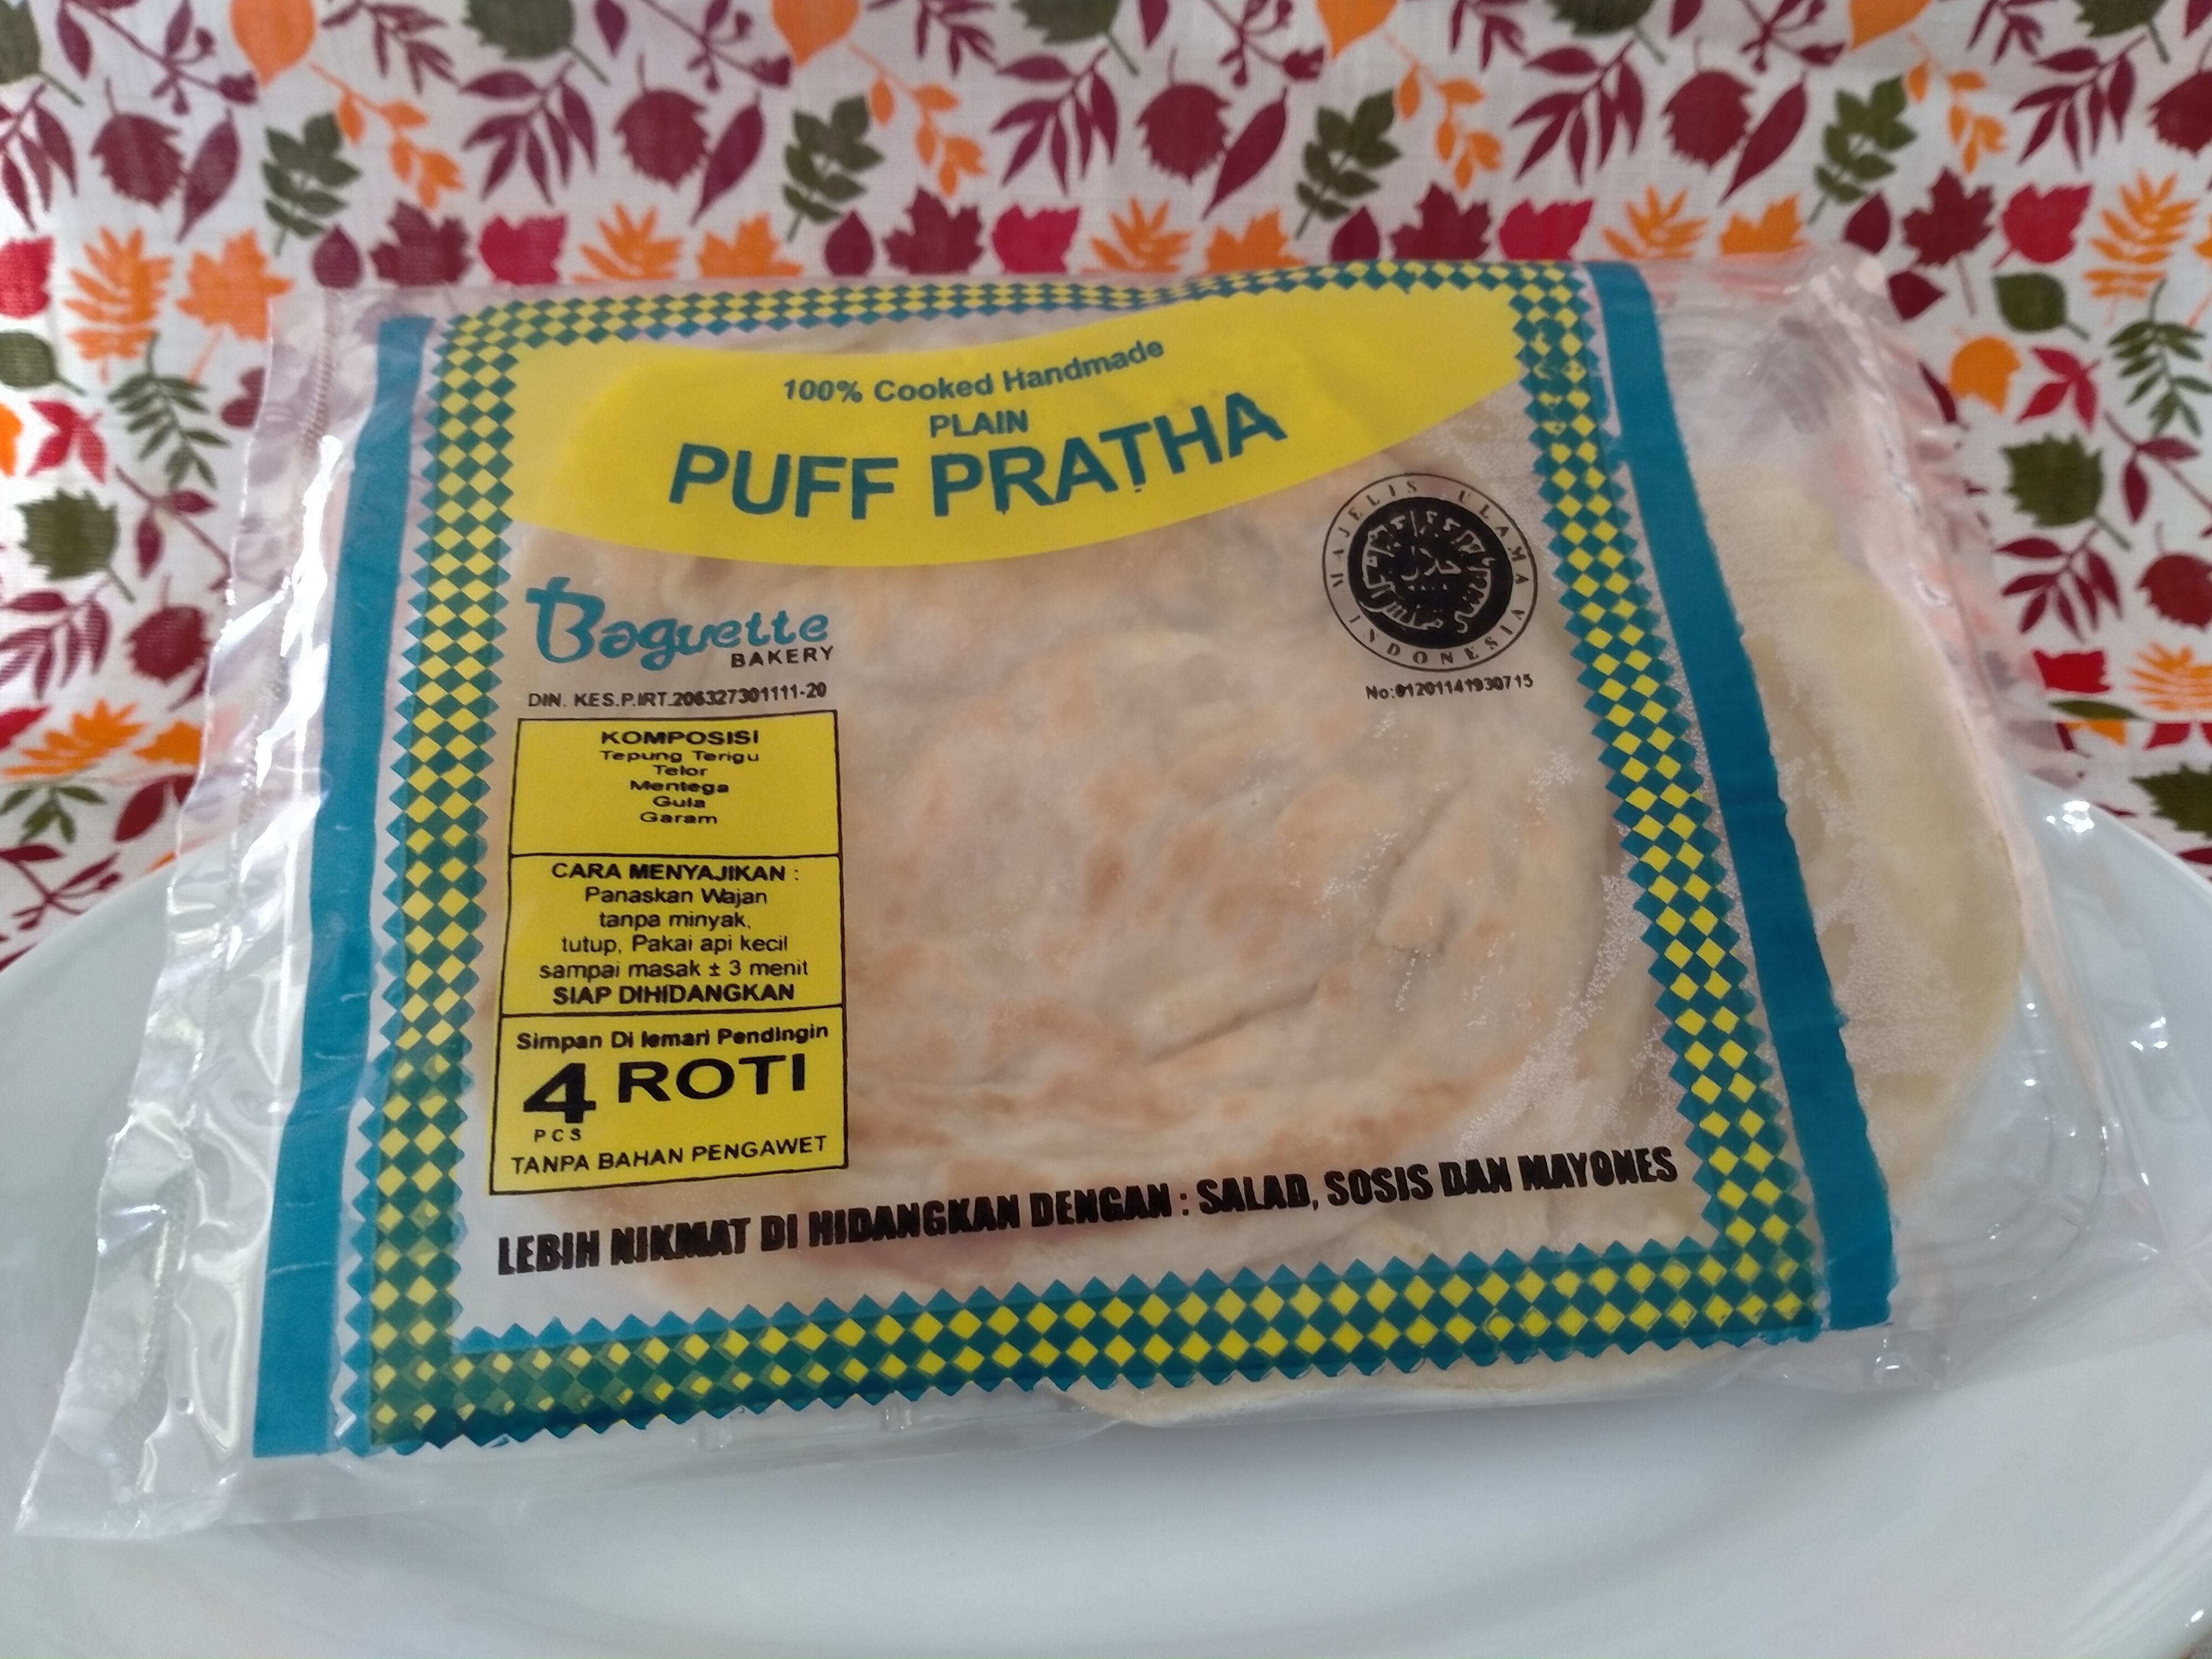 100% Cooked Handmade
PLAIN
PUFF PRATHA
Baguette
BAKERY
DIN. KES.P.IRT.206327301111-20
MAJELIS ULAMA INDONESIA
حلال
No:01201141930715
KOMPOSISI
Tepung Terigu
Telor
Mentega
Gula
Garam
CARA MENYAJIKAN :
Panaskan Wajan
tanpa minyak,
tutup, Pakai api kecil
sampai masak ± 3 menit
SIAP DIHIDANGKAN
Simpan Di lemari Pendingin
4 ROTI
PCS
TANPA BAHAN PENGAWET
LEBIH NIKMAT DI HIDANGKAN DENGAN : SALAD, SOSIS DAN MAYONES